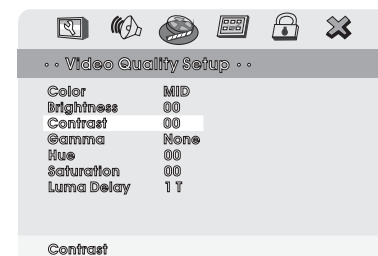 · · Video Quality Setup · ·
Color MID
Brightness 00
Contrast 00
Gamma None
Hue 00
Saturation 00
Luma Delay 1 T
Contrast